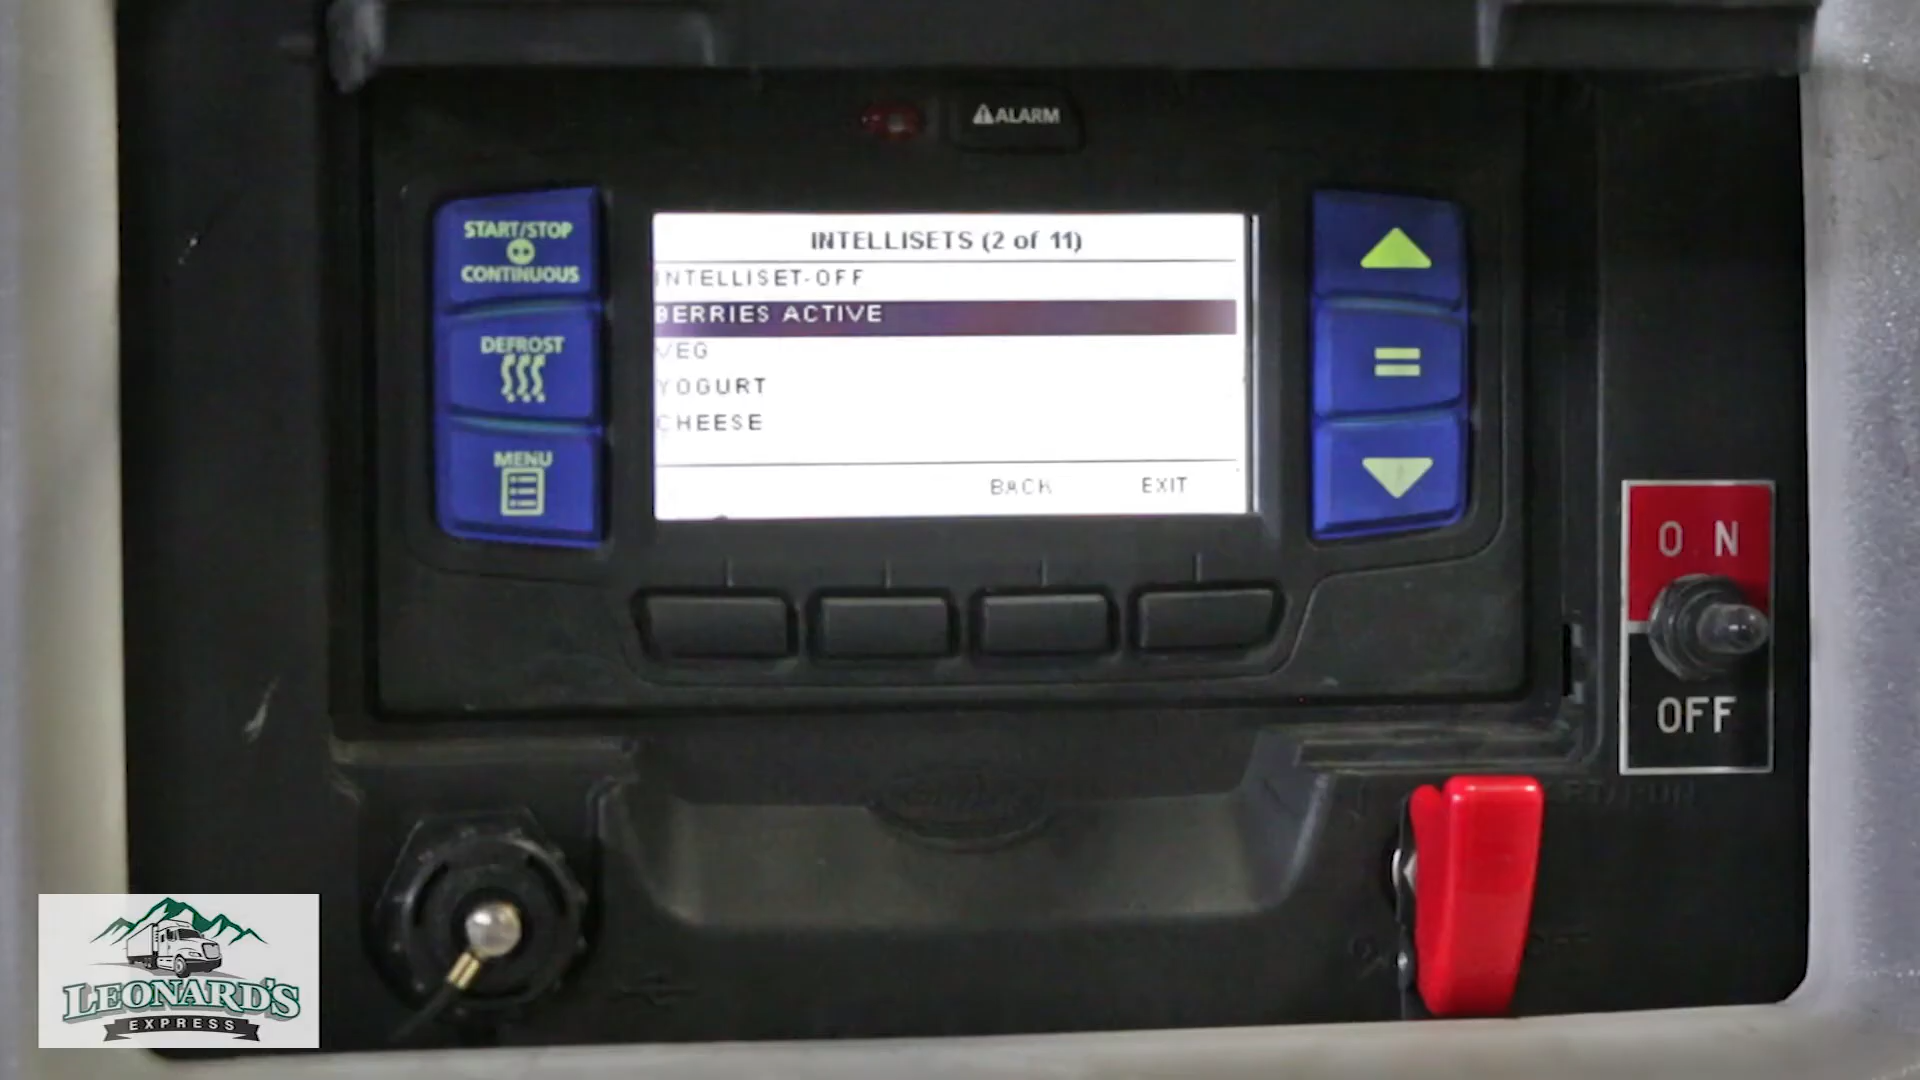 ALARM
START/STOP
CONTINUOUS
DEFROST
MENU
INTELLISETS (2 of 11)
INTELLISET-OFF
BERRIES ACTIVE
VEG
YOGURT
CHEESE
BACK
EXIT
ON
OFF
LEONARD'S
EXPRESS